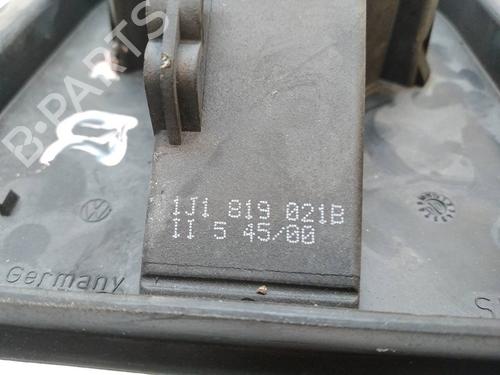 B-PARTS
1J1 819 021B
II 5 45/00
Germany
S